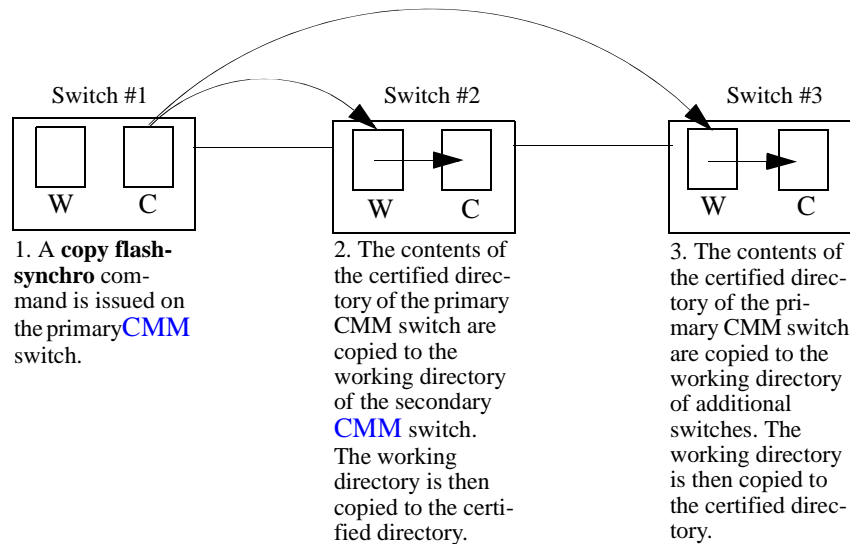 Switch #1
Switch #2
Switch #3
W
C
W
C
W
C
1. A copy flash-
synchro com-
mand is issued on
the primaryCMM
switch.
2. The contents of
the certified direc-
tory of the primary
CMM switch are
copied to the
working directory
of the secondary
CMM switch.
The working
directory is then
copied to the certi-
fied directory.
3. The contents of
the certified direc-
tory of the pri-
mary CMM switch
are copied to the
working directory
of additional
switches. The
working directory
is then copied to
the certified direc-
tory.